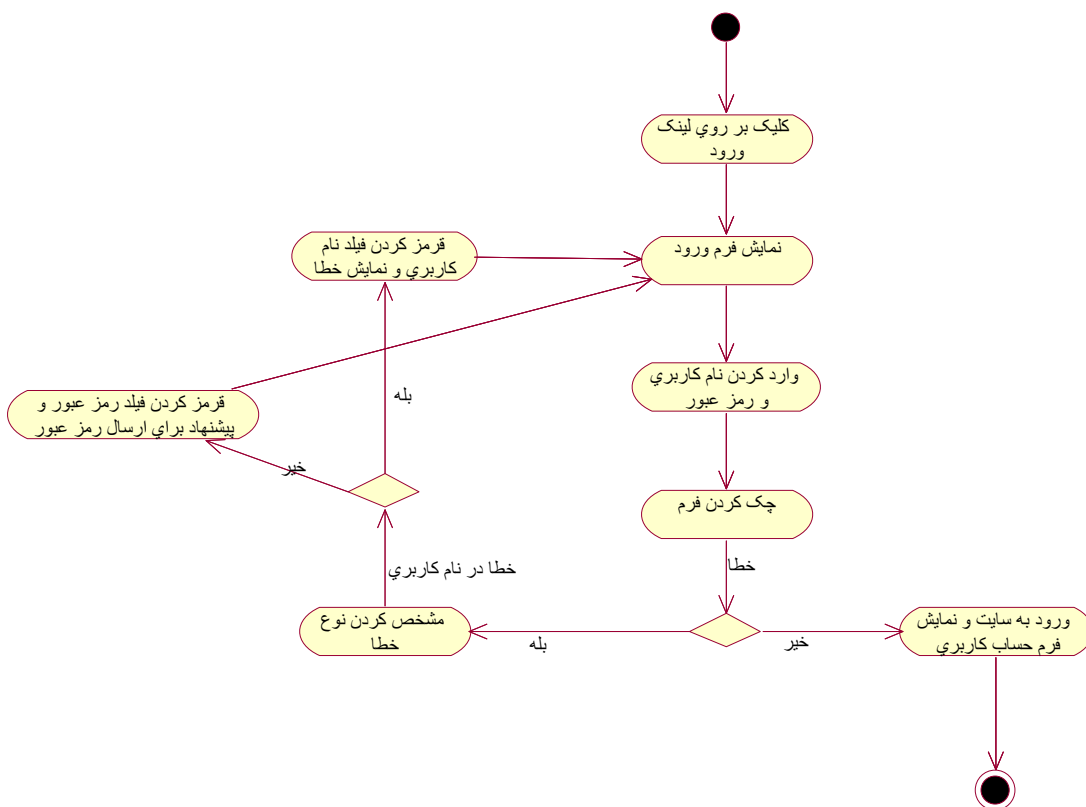 کليک بر روي لينک
ورود
نمايش فرم ورود
قرمز کردن فيلد نام
کاربري و نمايش خطا
وارد کردن نام کاربري
و رمز عبور
قرمز کردن فيلد رمز عبور و
پيشنهاد براي ارسال رمز عبور
بله
خير
چک کردن فرم
خطا
خطا در نام کاربري
مشخص کردن نوع
خطا
بله
خير
ورود به سايت و نمايش
فرم حساب کاربري